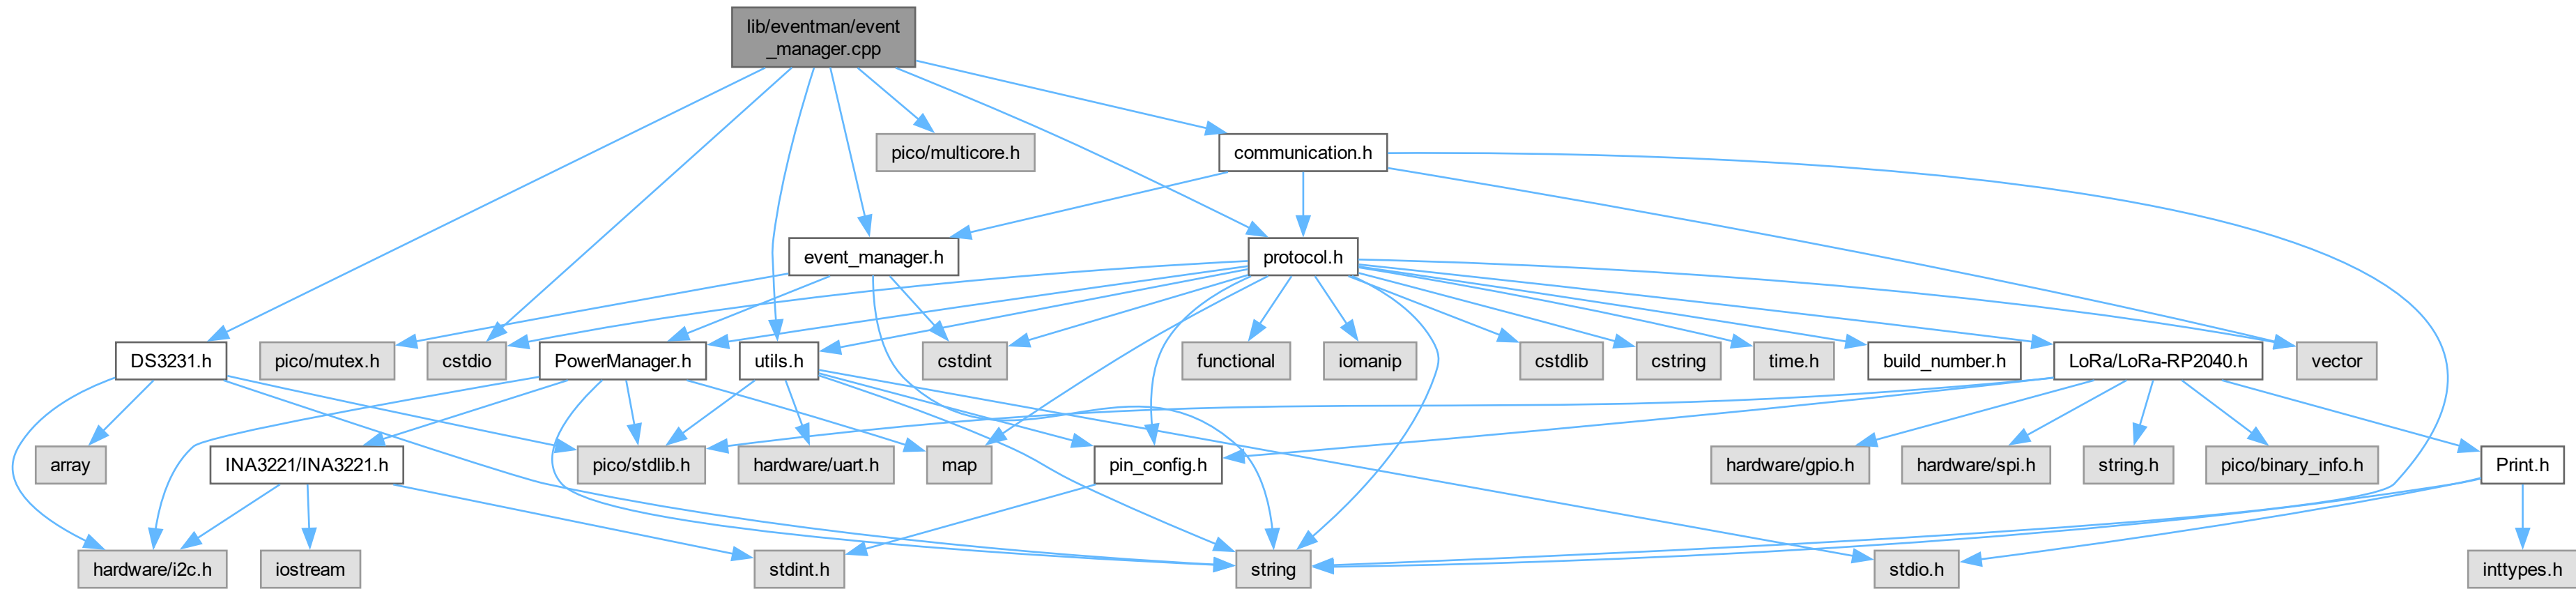 lib/eventman/event
_manager.cpp
pico/multicore.h
communication.h
event_manager.h
protocol.h
DS3231.h
pico/mutex.h
cstdio
PowerManager.h
utils.h
cstdint
functional
iomanip
cstdlib
cstring
time.h
build_number.h
LoRa/LoRa-RP2040.h
vector
array
INA3221/INA3221.h
pico/stdlib.h
hardware/uart.h
map
pin_config.h
hardware/gpio.h
hardware/spi.h
string.h
pico/binary_info.h
Print.h
hardware/i2c.h
iostream
stdint.h
string
stdio.h
inttypes.h